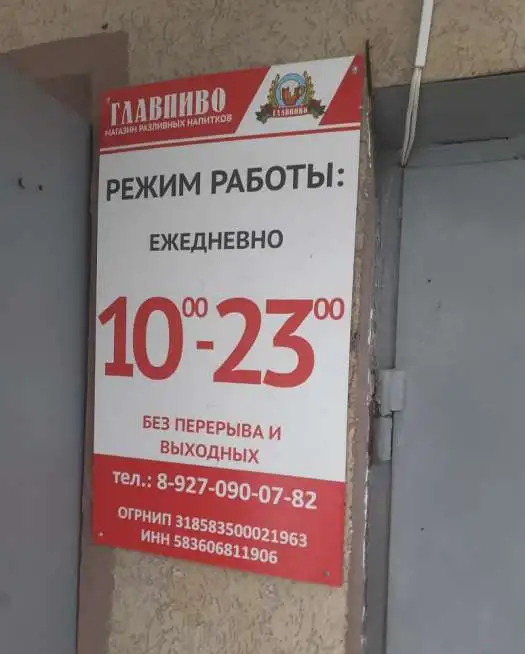 ГЛАВПИВО
МАГАЗИН РАЗЛИВНЫХ НАПИТКОВ
ГЛАВПИВО
РЕЖИМ РАБОТЫ:
ЕЖЕДНЕВНО
10⁰⁰-23⁰⁰
БЕЗ ПЕРЕРЫВА И
ВЫХОДНЫХ
тел.: 8-927-090-07-82
ОГРНИП 318583500021963
ИНН 583606811906